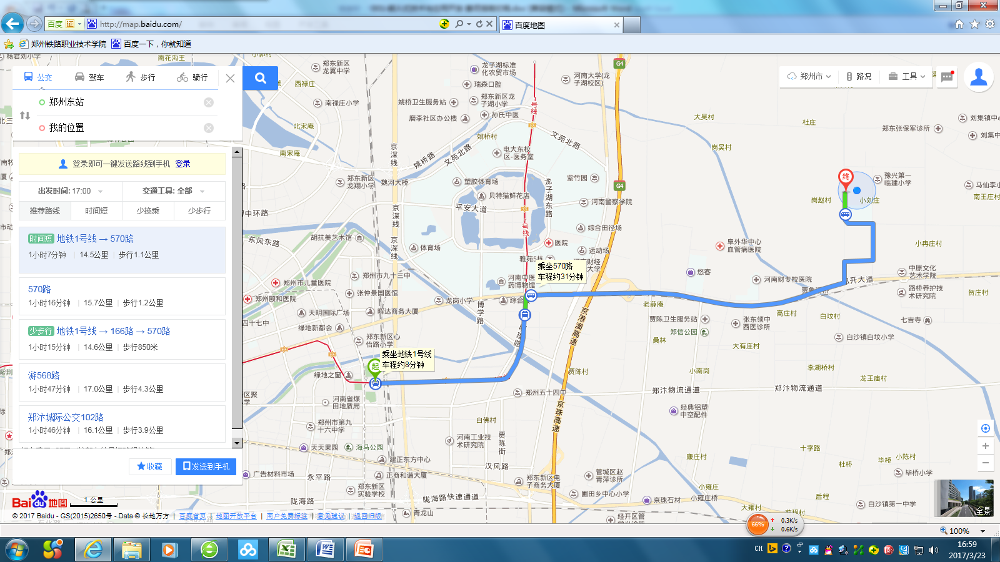 百度 证
http://map.baidu.com/
百度地图
郑州铁路职业技术学院
百度一下，你就知道
公交
驾车
步行
骑行
郑州东站
我的位置
登录即可一键发送路线到手机 登录
出发时间: 17:00
交通工具: 全部
推荐路线
时间短
少换乘
少步行
时间短 地铁1号线 → 570路
1小时7分钟 | 14.5公里 | 步行1.1公里
570路
1小时16分钟 | 15.7公里 | 步行1.2公里
少步行 地铁1号线 → 166路 → 570路
1小时15分钟 | 14.6公里 | 步行850米
游568路
1小时47分钟 | 17.0公里 | 步行4.3公里
郑汴城际公交102路
1小时46分钟 | 16.1公里 | 步行3.9公里
收藏
发送到手机
郑州市
路况
工具
杨君刘小学
南花沟王
郑东新区
龙翼中学
西禄庄
南禄庄小学
北宋庵
南宋庵
龙子湖标准
化农贸市场
瑞森口腔
河南大学(龙
子湖校区)
姚桥卫生服务站
郑东新区龙
子湖小学
磨李社区办公楼
孙氏中医
姚桥村
文苑北路
姚桥路
文苑北路
电大东校
区-医务室
紫竹园
郑东新区
龙翔小学
魏河大桥
塑胶体育场
贝特猫鲜花店
平安大道
龙子湖东路
河南警察学院
综合田径场
京深线
京深线
1号线
号线
G4
G4
大吴村
杜庄
岗吴村
刘集镇中心
郑东张保军诊所
刘集中
豫兴第一
临建小学
马仙李小
南王庄村
岗赵村
小刘庄
终
东风东路
胡抗美艺术馆
体育场
医院
运动场
雅苑5栋
乘坐570路
车程约31分钟
阜外华中心
血管病医院
小冉庄村
悠客
河南财专校医院
中原文化
艺术学院
路桥养护技
术研究院
贺庄村
郑州市九十三中
郑州市儿童医院
张仲景国医馆
郑州颐和医院
天明国际广场
晖达商务大厦
龙岗小学
河南中医
药博物馆
博学路
绿地新都会
郑东新区心
怡路小学
老薛庵
贾陈卫生服务站
郑信公园
桑林
张东领中
西医诊所
大有庄村
高庄村
白坟村
七吉寺
白沙镇白坟小学
京港澳高速
京珠高速
起
乘坐地铁1号线
车程约8分钟
绿地之窗
贾陈村
小南岗
李湖桥村
龙王庙村
郑汴物流通道
郑汴物流通道
河南省煤
田地质局
郑州五十四中
经典铝塑
中空配件
郑州市第九
十六中学
白佛村
贾陈街
河南工业技
术研究院
天天果园
海马公园
建正东方中心
正商和谐大厦
广告材料市场
永平路
汉风路
郑东新区
实验学校
郑东新区电
子商务大厦
管城区赵
青萍诊所
圃田乡中心小学
康庄村
十字路
杜桥
毕桥
小陈村
毕桥小学
小雍庄
小雍庄桥
京珠石材
大雍庄
后程
前程村
白沙镇第一中学
陇海路
陇海路快速通道
青龙山
经开区管
全景
Bai du 地图
1 公里
© 2017 Baidu - GS(2015)2650号 - Data © 长地万方 | 百度首页 | 地图开放平台 | 商户免费标注 | 意见建议 | 返回旧版
66%
0.3K/s
0.6K/s
100%
CH
16:59
2017/3/23